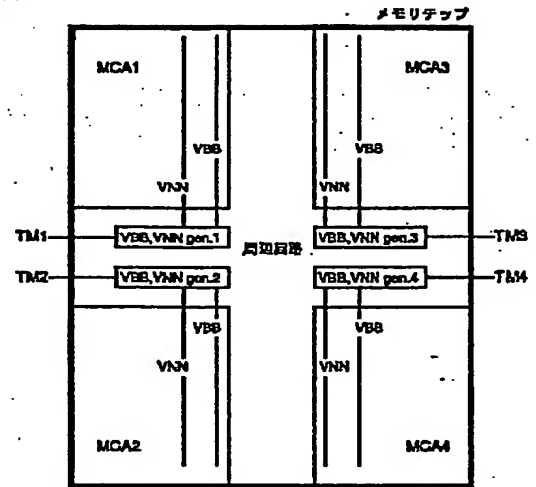 メモリチップ
MCA1
MCA3
VBB
VBB
VNN
VNN
TM1
VBB,VNN gen.1
VBB,VNN gen.3
TM3
周辺回路
TM2
VBB,VNN gen.2
VBB,VNN gen.4
TM4
VBB
VBB
VNN
VNN
MCA2
MCA4